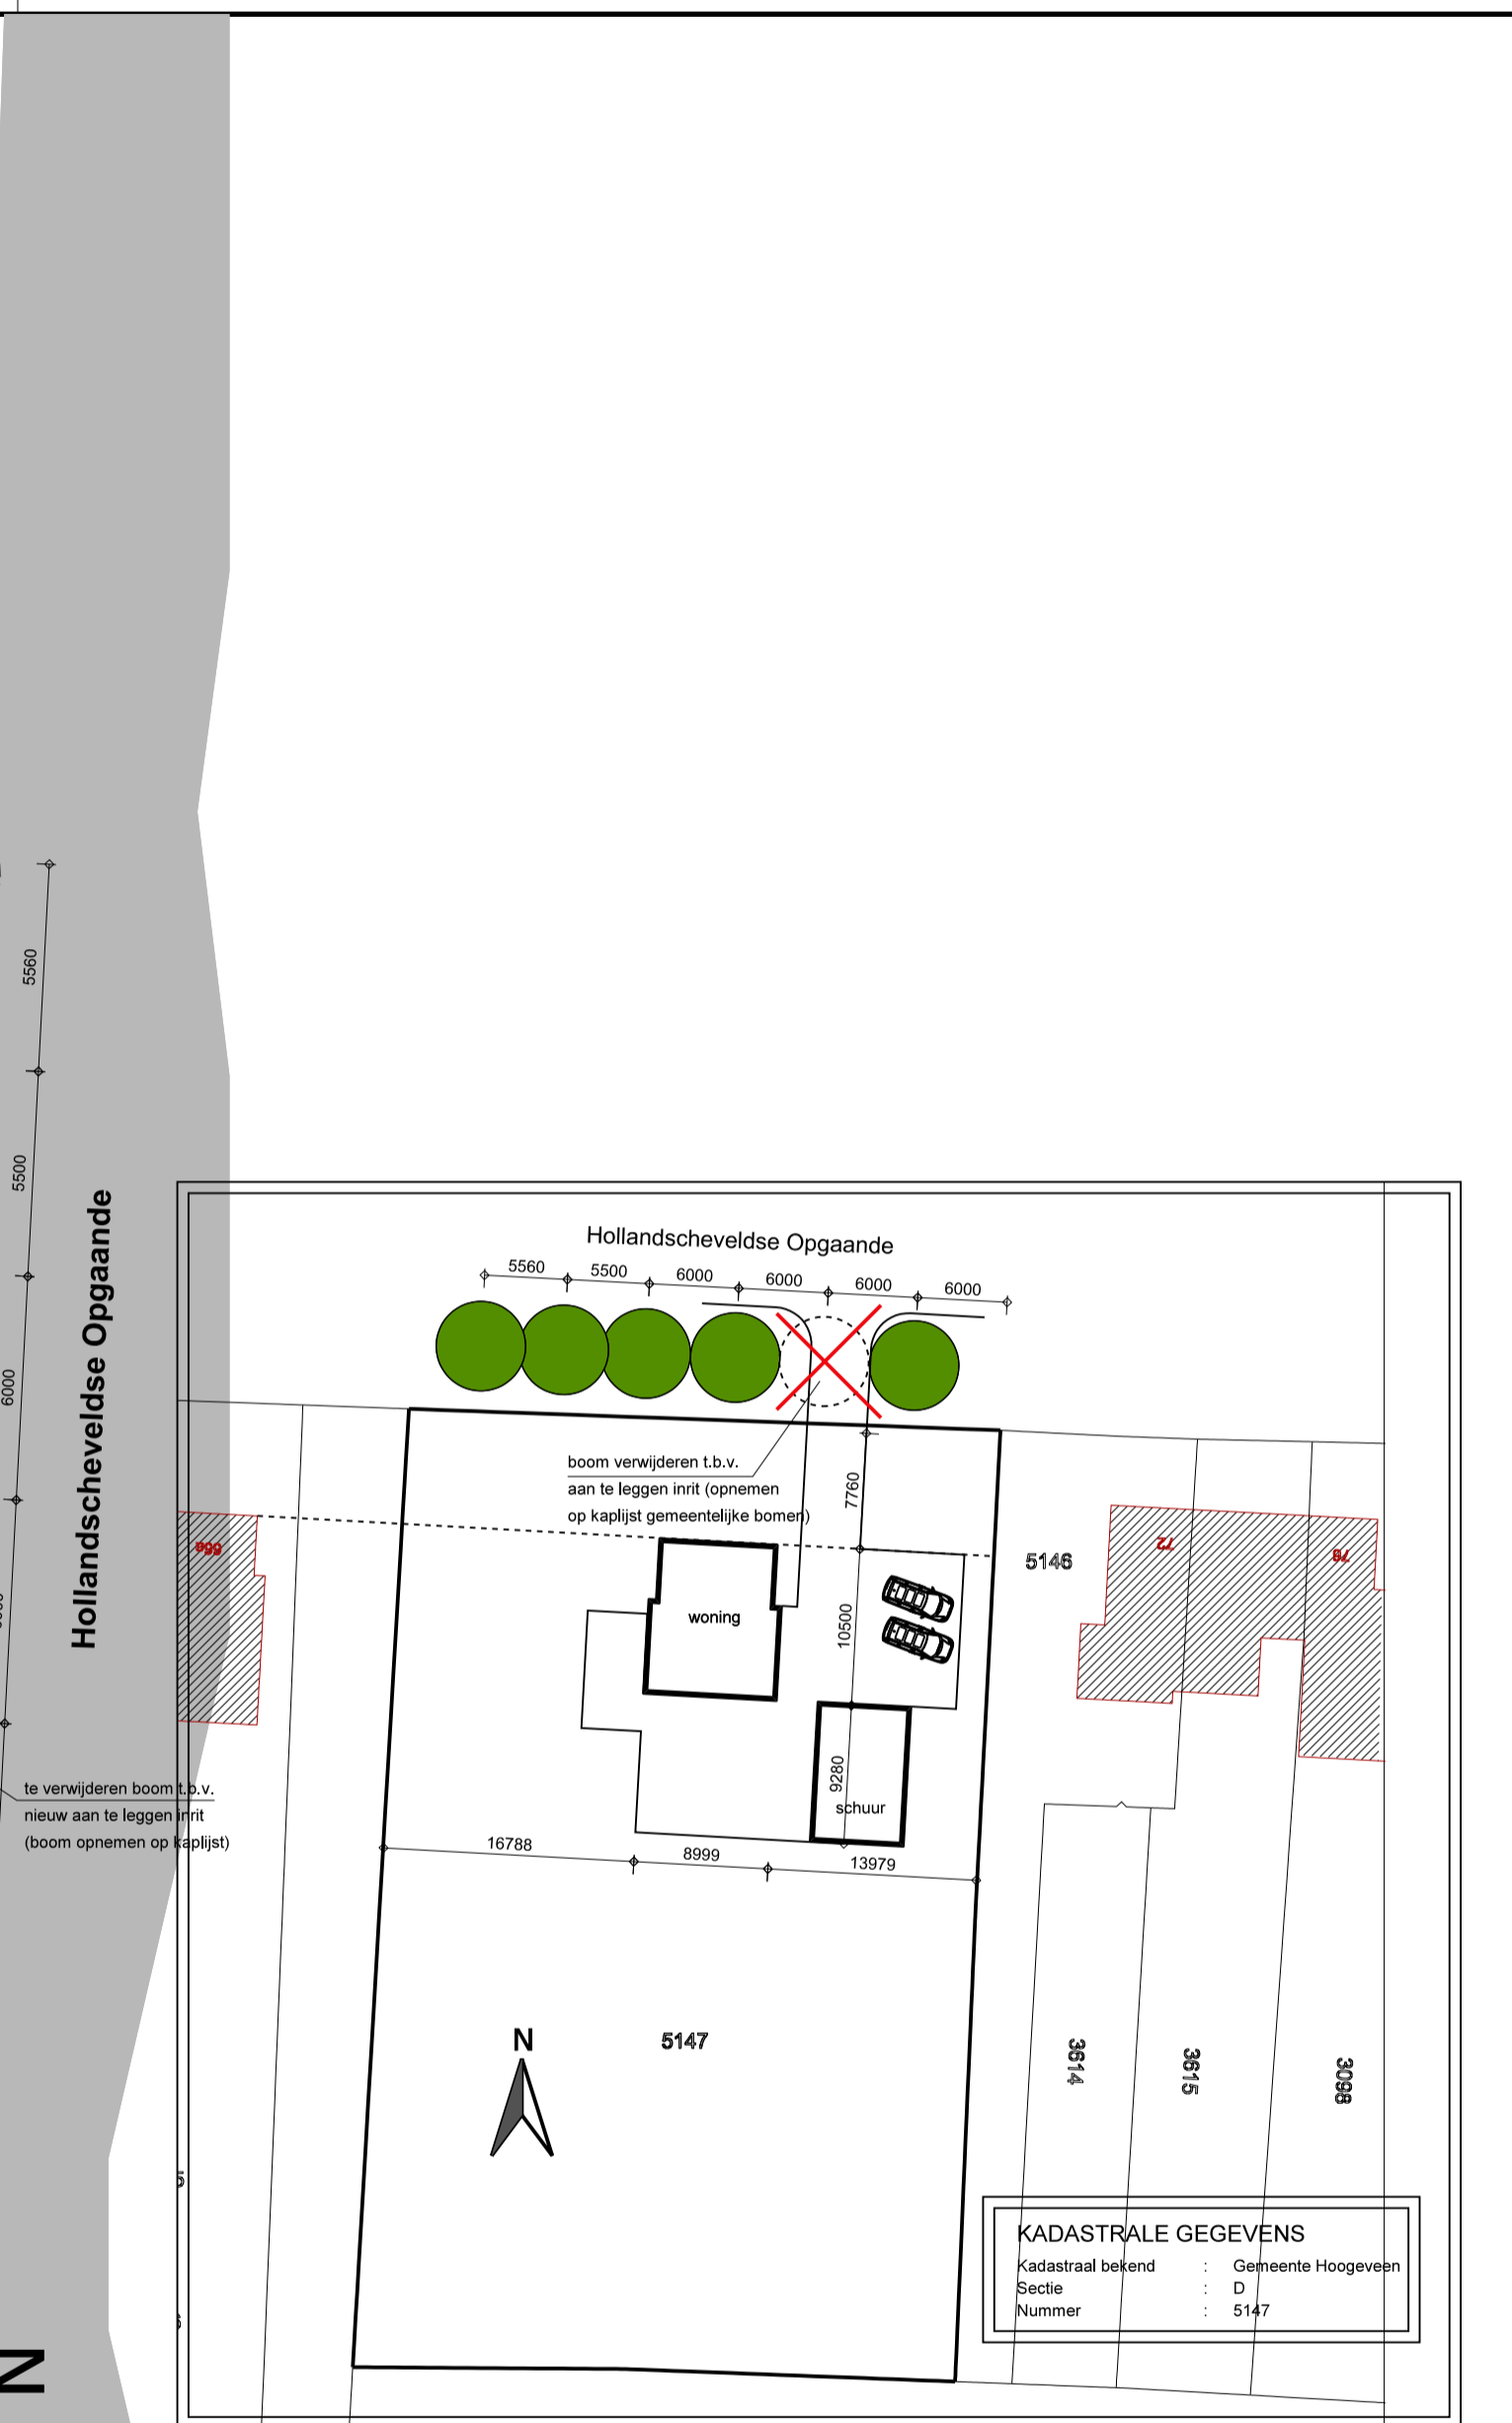 5560
5500
6000
Hollandscheveldse Opgaande
te verwijderen boom t.b.v.
nieuw aan te leggen inrit
(boom opnemen op kaplijst)
N
Hollandscheveldse Opgaande
5560
5500
6000
6000
6000
6000
boom verwijderen t.b.v.
aan te leggen inrit (opnemen
op kaplijst gemeentelijke bomen)
7760
55a
5146
72
76
woning
10500
9280
schuur
16788
8999
13979
N
5147
3614
3615
3098
KADASTRALE GEGEVENS
Kadastraal bekend : Gemeente Hoogeveen
Sectie : D
Nummer : 5147